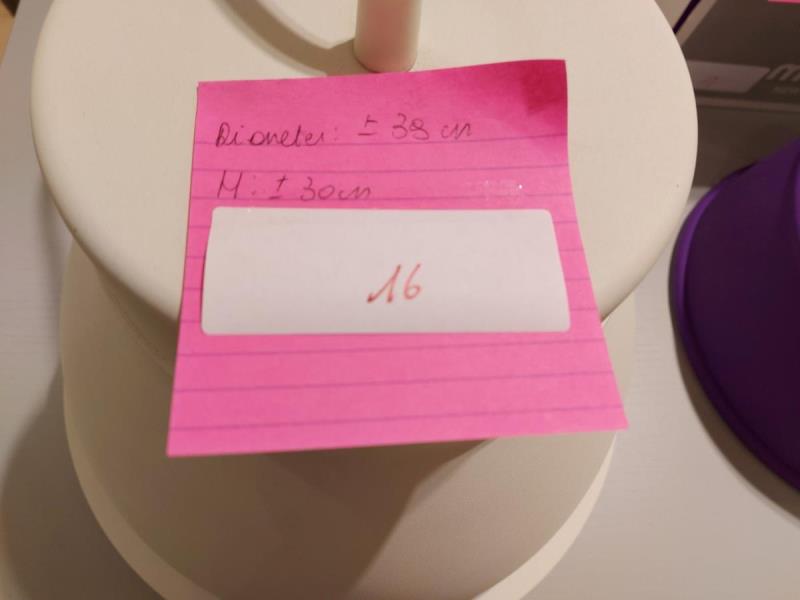 Diameter: ± 38 cm
H: ± 30 cm
16